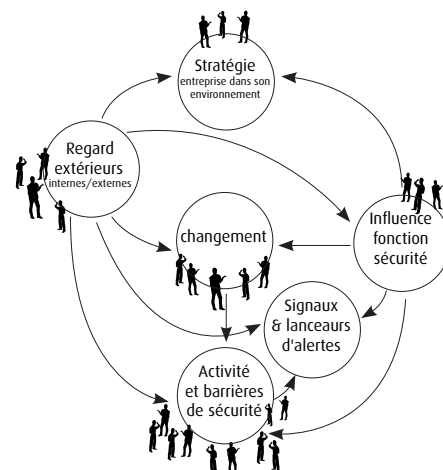 Stratégie
entreprise dans son
environnement
Regard
extérieurs
internes/externes
changement
Influence
fonction
sécurité
Signaux
& lanceaurs
d'alertes
Activité
et barrières
de sécurité